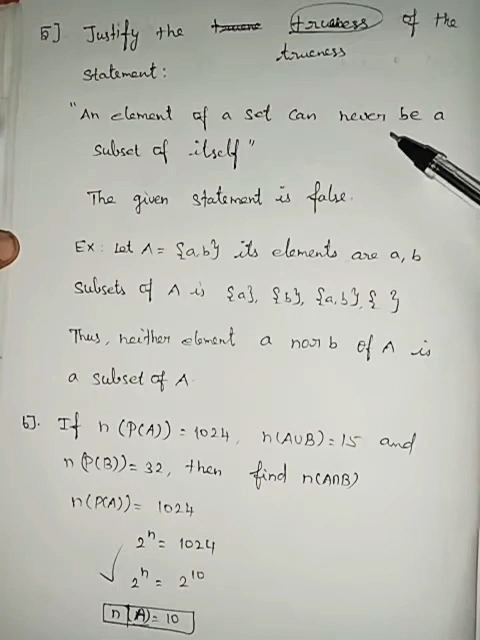 5] Justify the trueness of the
trueness
statement:
"An element of a set can never be a
subset of itself"
The given statement is false.
Ex: Let A = {a,b} its elements are a, b
Subsets of A is {a}, {b}, {a,b}, { }
Thus, neither element a nor b of A is
a subset of A.
6]. If n(P(A)) = 1024, n(A∪B) = 15 and
n(P(B)) = 32, then find n(A∩B)
n(P(A)) = 1024
2ⁿ = 1024
2ⁿ = 2¹⁰
n(A) = 10